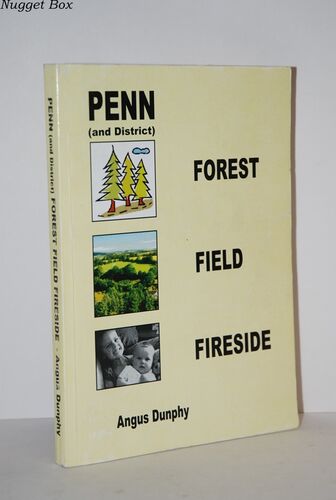 Nugget Box
PENN
(and District)
FOREST
FIELD
FIRESIDE
Angus Dunphy
PENN (and District) FOREST FIELD FIRESIDE - Angus Dunphy